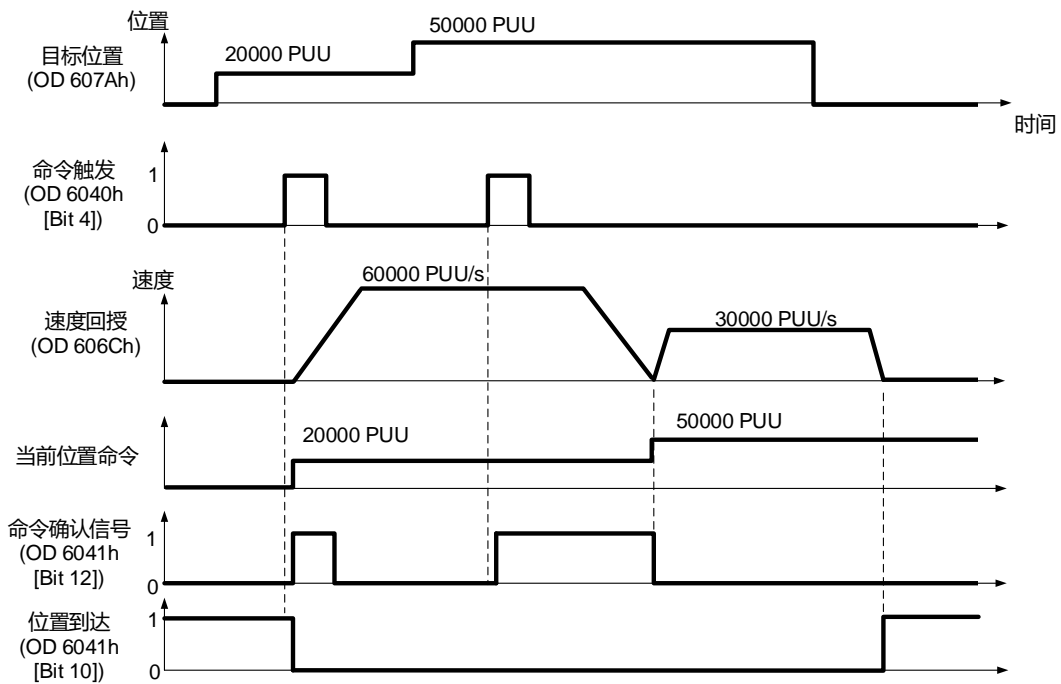 位置
目标位置
(OD 607Ah)
20000 PUU
50000 PUU
时间
命令触发
(OD 6040h
[Bit 4])
1
0
速度
速度回授
(OD 606Ch)
60000 PUU/s
30000 PUU/s
当前位置命令
20000 PUU
50000 PUU
命令确认信号
(OD 6041h
[Bit 12])
1
0
位置到达
(OD 6041h
[Bit 10])
1
0